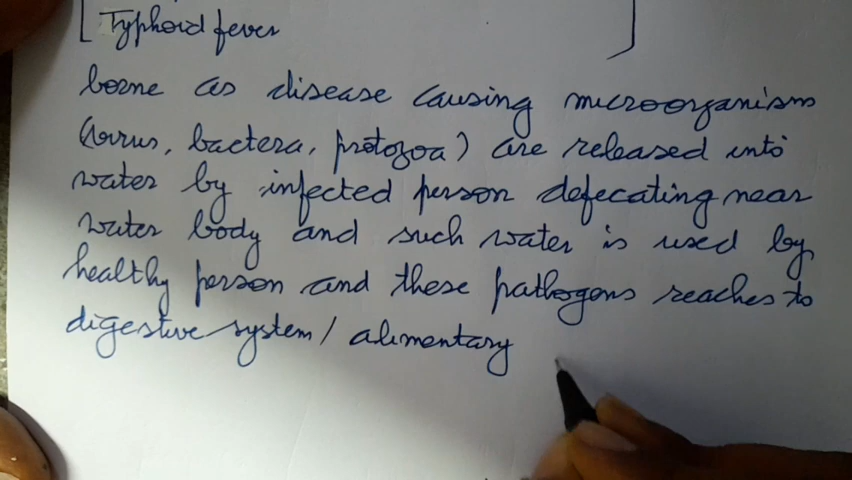 [Typhoid fever ]
borne as disease causing microorganism
(virus, bactera, protozoa) are released into
water by infected person defecating near
water body and such water is used by
healthy person and these pathogens reaches to
digestive system/ alimentary